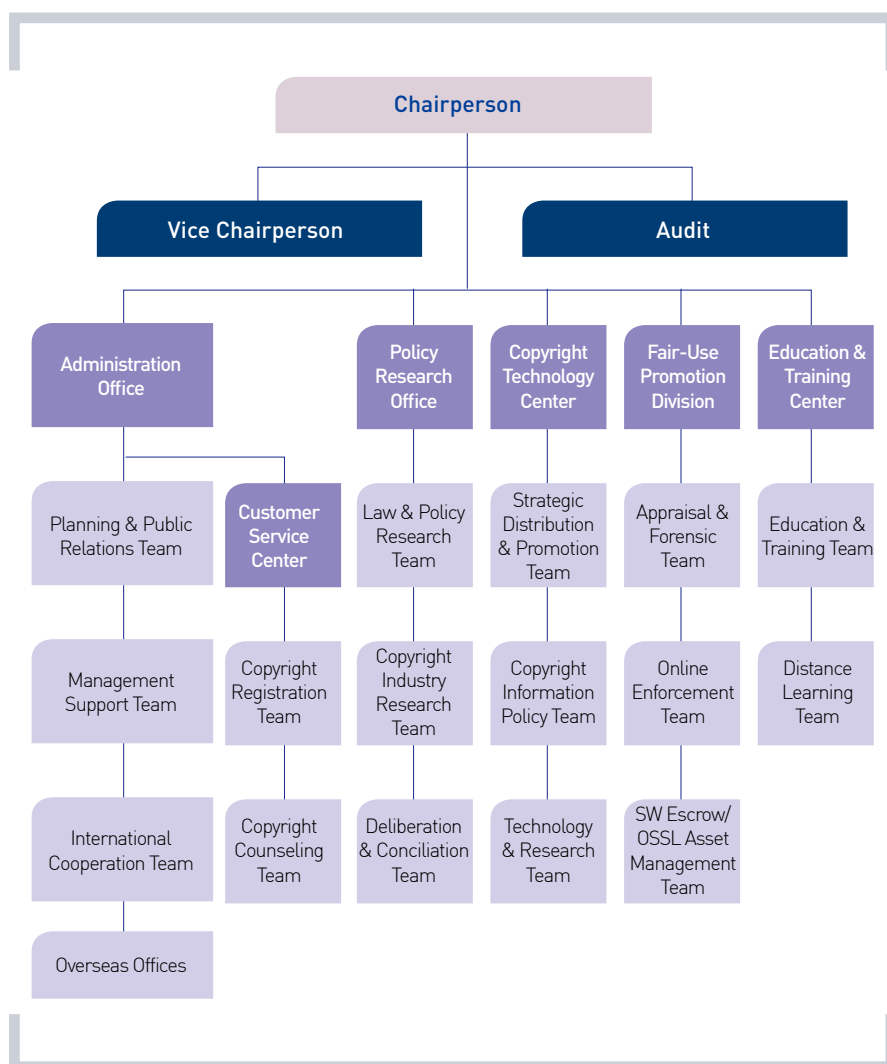 Chairperson
Vice Chairperson
Audit
Administration
Office
Policy
Research
Office
Copyright
Technology
Center
Fair-Use
Promotion
Division
Education &
Training
Center
Planning & Public
Relations Team
Customer
Service
Center
Law & Policy
Research
Team
Strategic
Distribution
& Promotion
Team
Appraisal &
Forensic
Team
Education &
Training Team
Management
Support Team
Copyright
Registration
Team
Copyright
Industry
Research
Team
Copyright
Information
Policy Team
Online
Enforcement
Team
Distance
Learning
Team
International
Cooperation Team
Copyright
Counseling
Team
Deliberation
& Conciliation
Team
Technology
& Research
Team
SW Escrow/
OSSL Asset
Management
Team
Overseas Offices